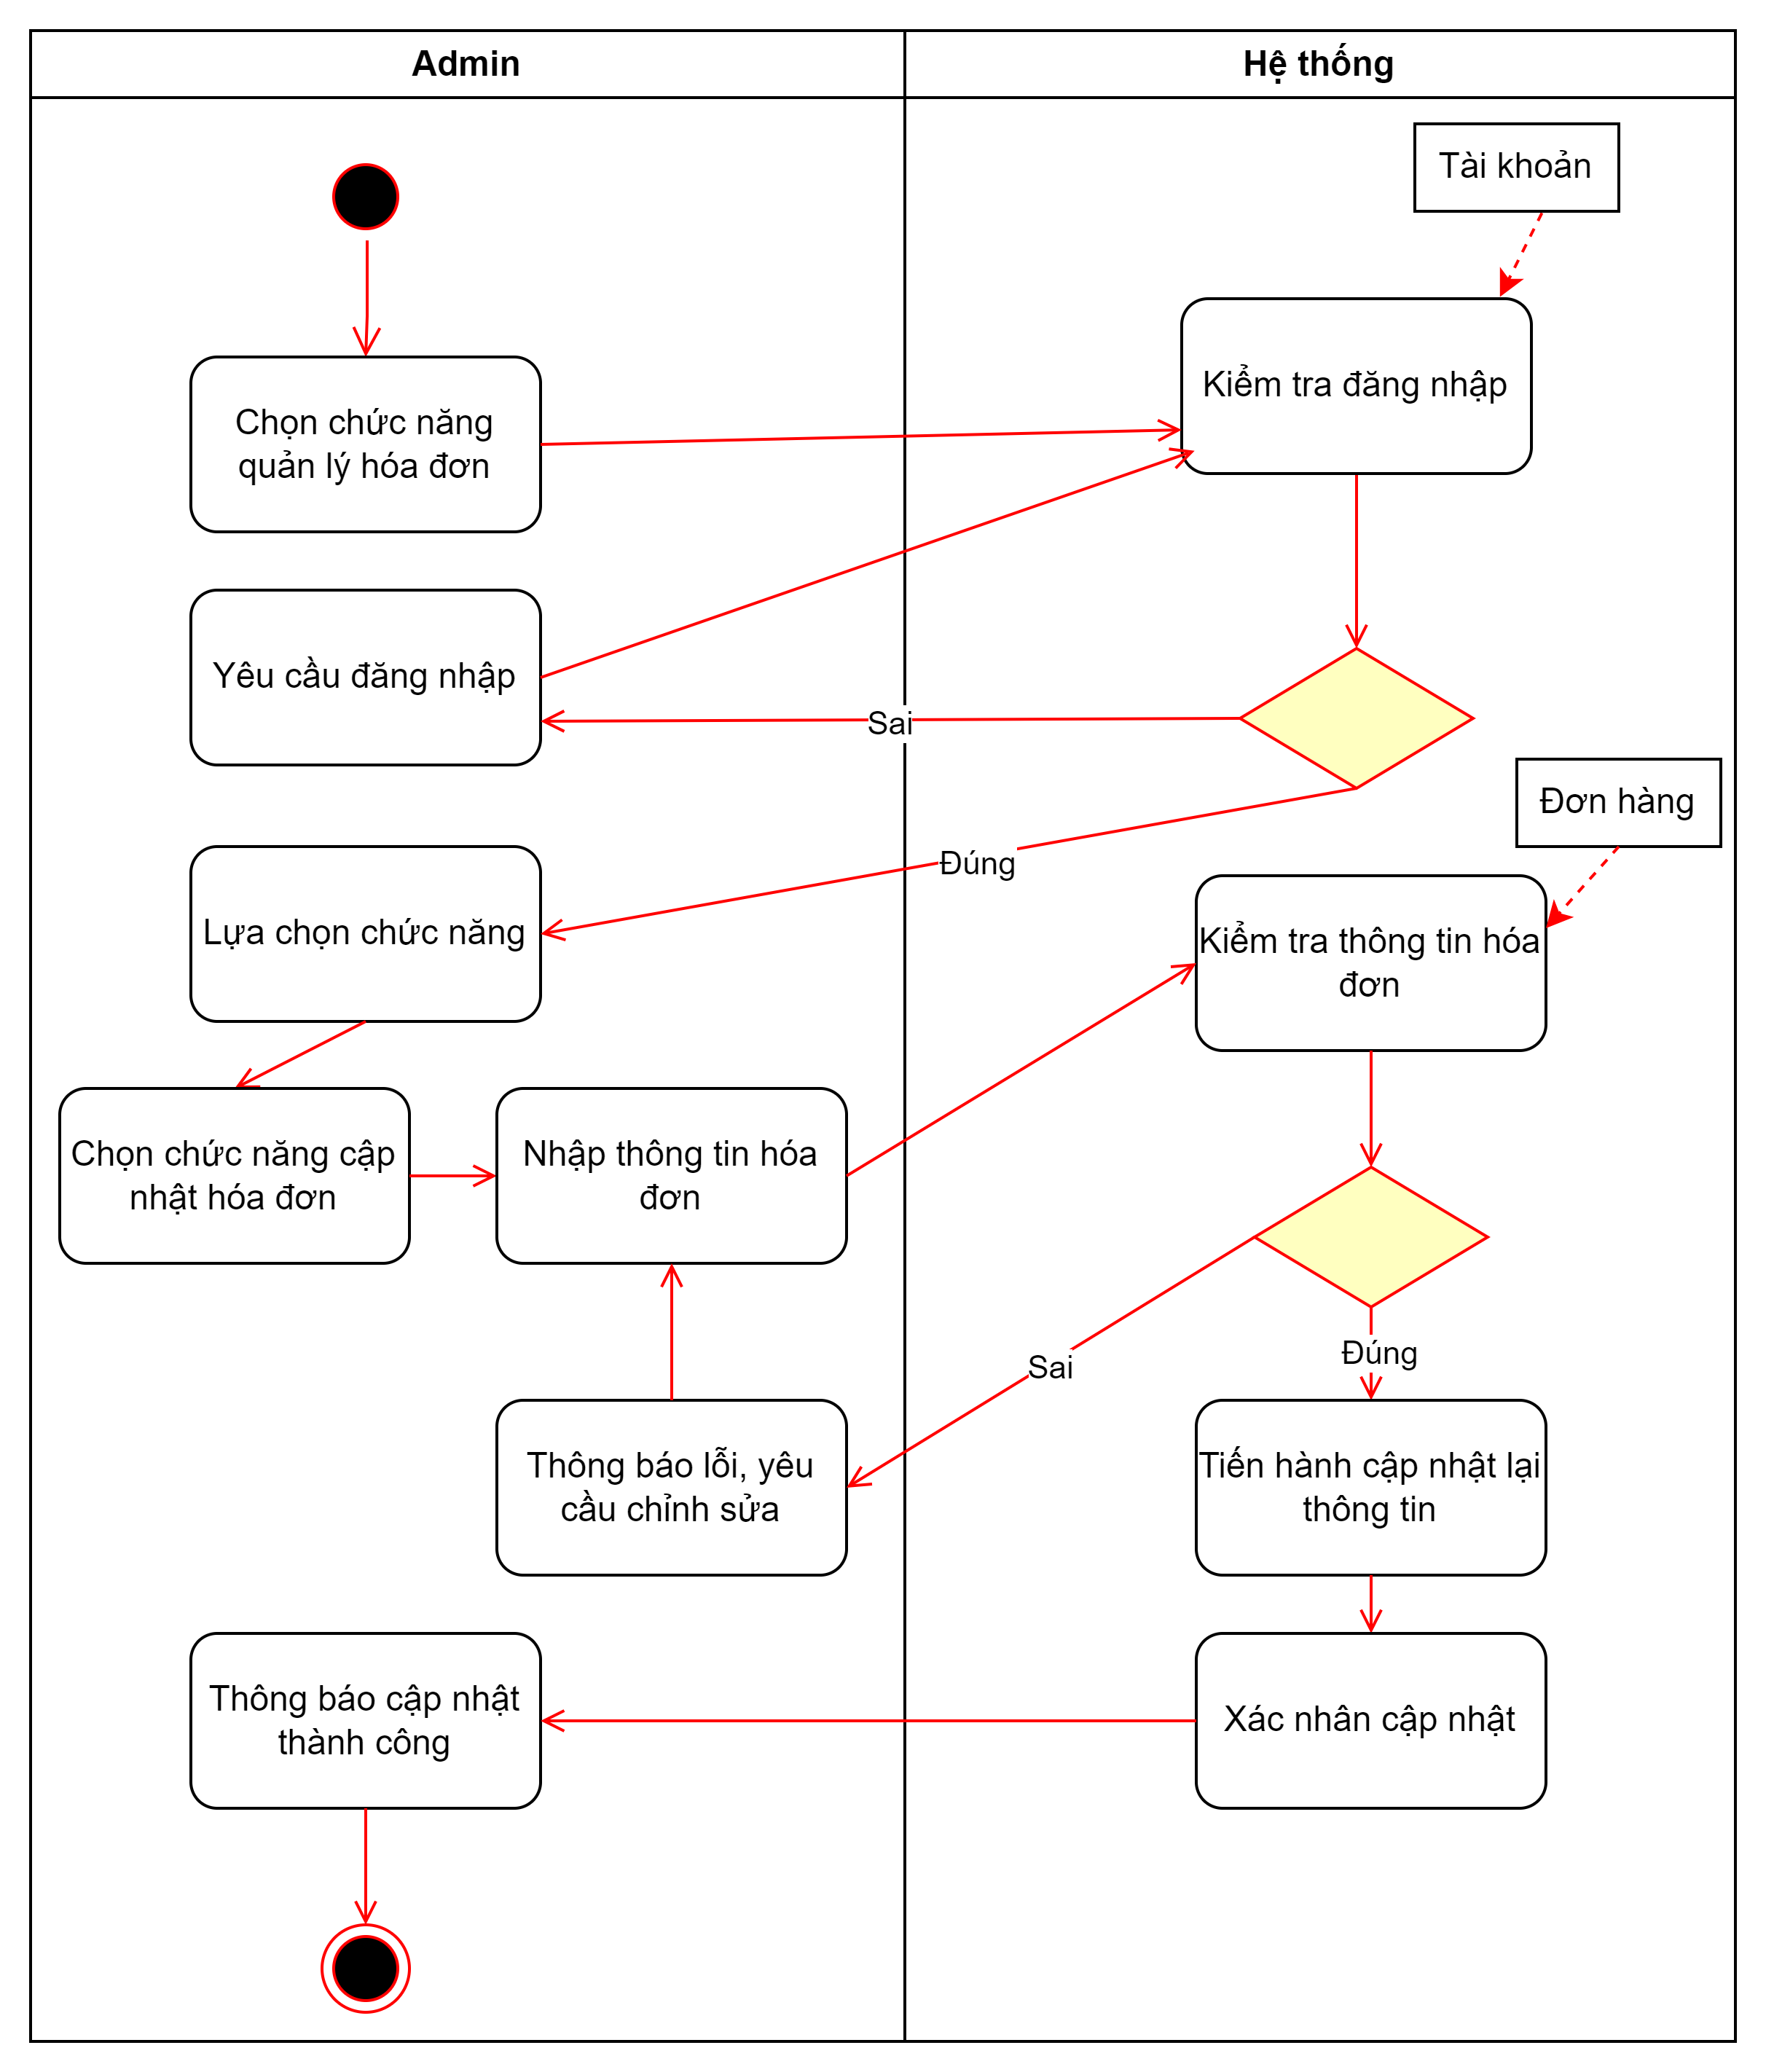 Admin
Hệ thống
Tài khoản
Kiểm tra đăng nhập
Chọn chức năng
quản lý hóa đơn
Yêu cầu đăng nhập
Sai
Đơn hàng
Đúng
Lựa chọn chức năng
Kiểm tra thông tin hóa
đơn
Chọn chức năng cập
nhật hóa đơn
Nhập thông tin hóa
đơn
Đúng
Sai
Thông báo lỗi, yêu
cầu chỉnh sửa
Tiến hành cập nhật lại
thông tin
Thông báo cập nhật
thành công
Xác nhân cập nhật